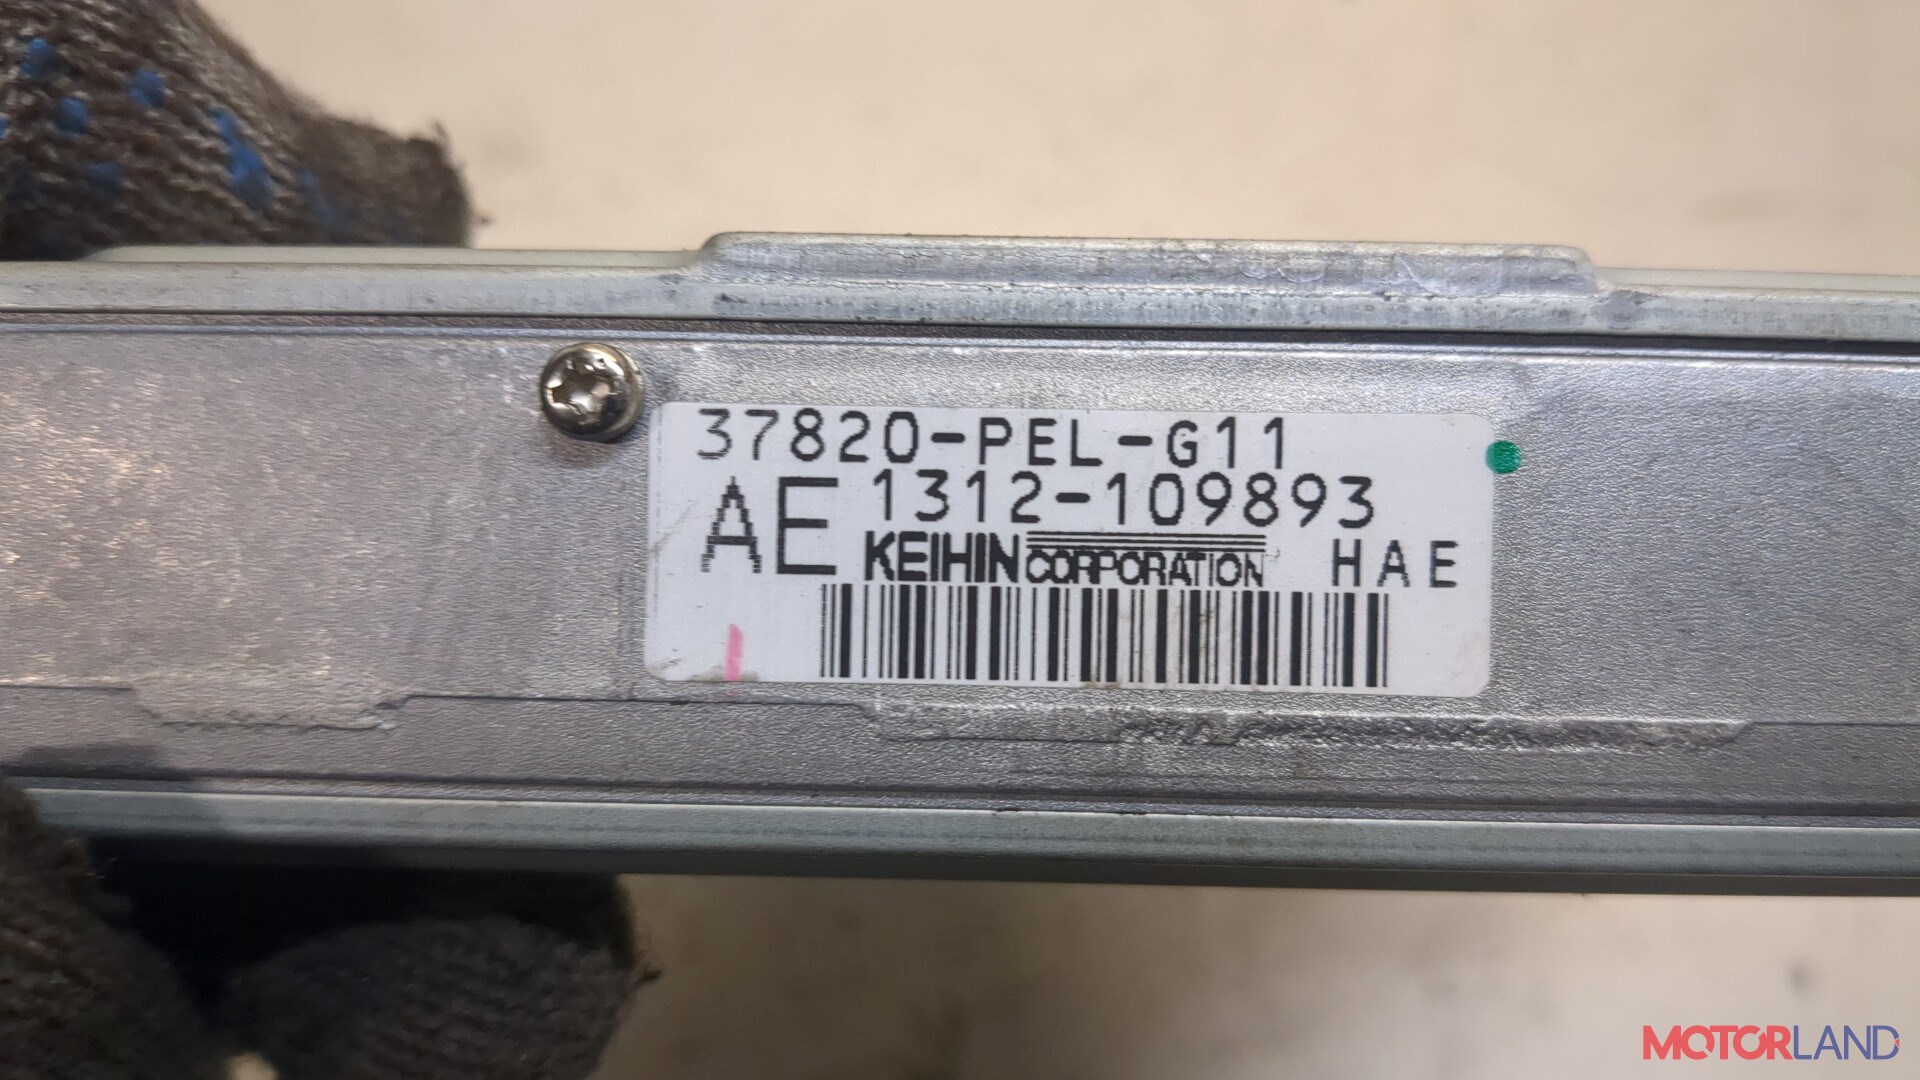 37820-PEL-G11
AE 1312-109893
KEIHIN CORPORATION HAE
MOTORLAND